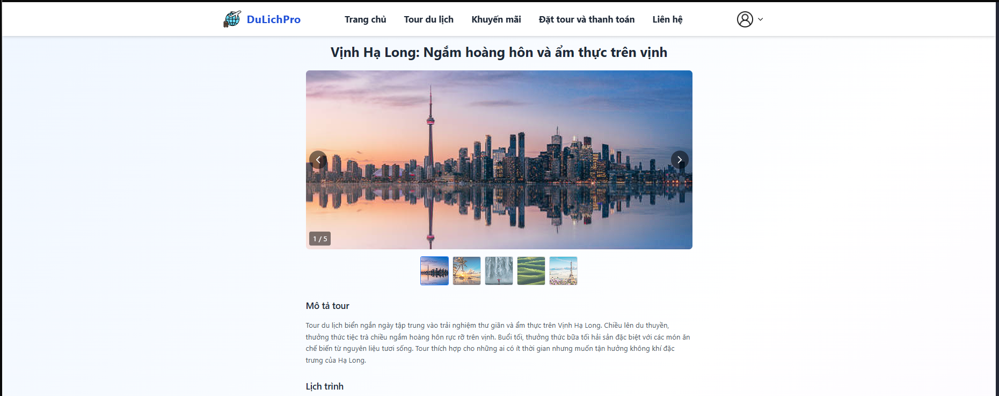 DuLichPro
Trang chủ
Tour du lịch
Khuyến mãi
Đặt tour và thanh toán
Liên hệ
Vịnh Hạ Long: Ngắm hoàng hôn và ẩm thực trên vịnh
1 / 5
Mô tả tour
Tour du lịch biển ngắn ngày tập trung vào trải nghiệm thư giãn và ẩm thực trên Vịnh Hạ Long. Chiều lên du thuyền,
thưởng thức tiệc trà chiều ngắm hoàng hôn rực rỡ trên vịnh. Buổi tối, thưởng thức bữa tối hải sản đặc biệt với các món ăn
chế biến từ nguyên liệu tươi sống. Tour thích hợp cho những ai có ít thời gian nhưng muốn tận hưởng không khí đặc
trưng của Hạ Long.
Lịch trình